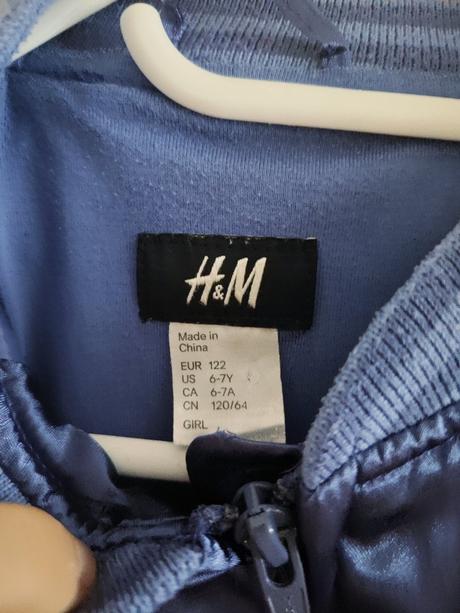 H&M
Made in
China
EUR 122
US 6-7Y
CA 6-7A
CN 120/64
GIRL